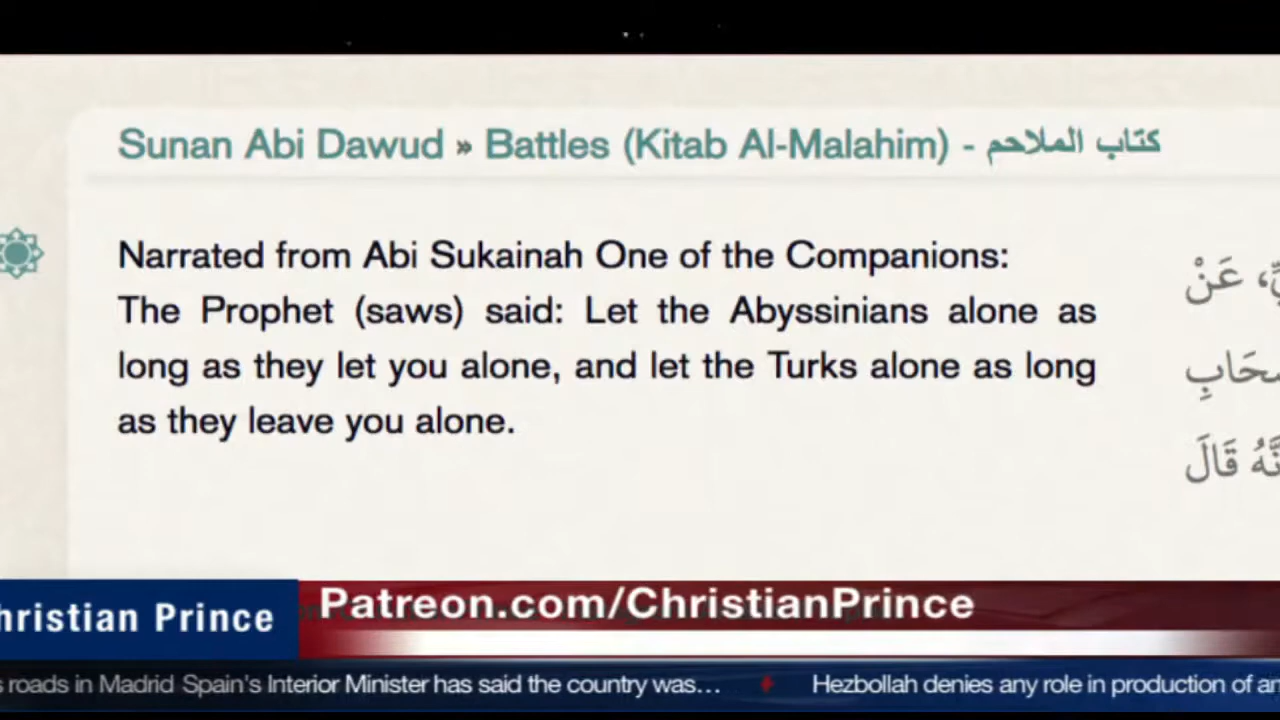 Sunan Abi Dawud » Battles (Kitab Al-Malahim) - كتاب الملاحم
Narrated from Abi Sukainah One of the Companions:
The Prophet (saws) said: Let the Abyssinians alone as
long as they let you alone, and let the Turks alone as long
as they leave you alone.
عَنْ
قَالَ
hristian Prince
Patreon.com/ChristianPrince
s roads in Madrid Spain's Interior Minister has said the country was... Hezbollah denies any role in production of